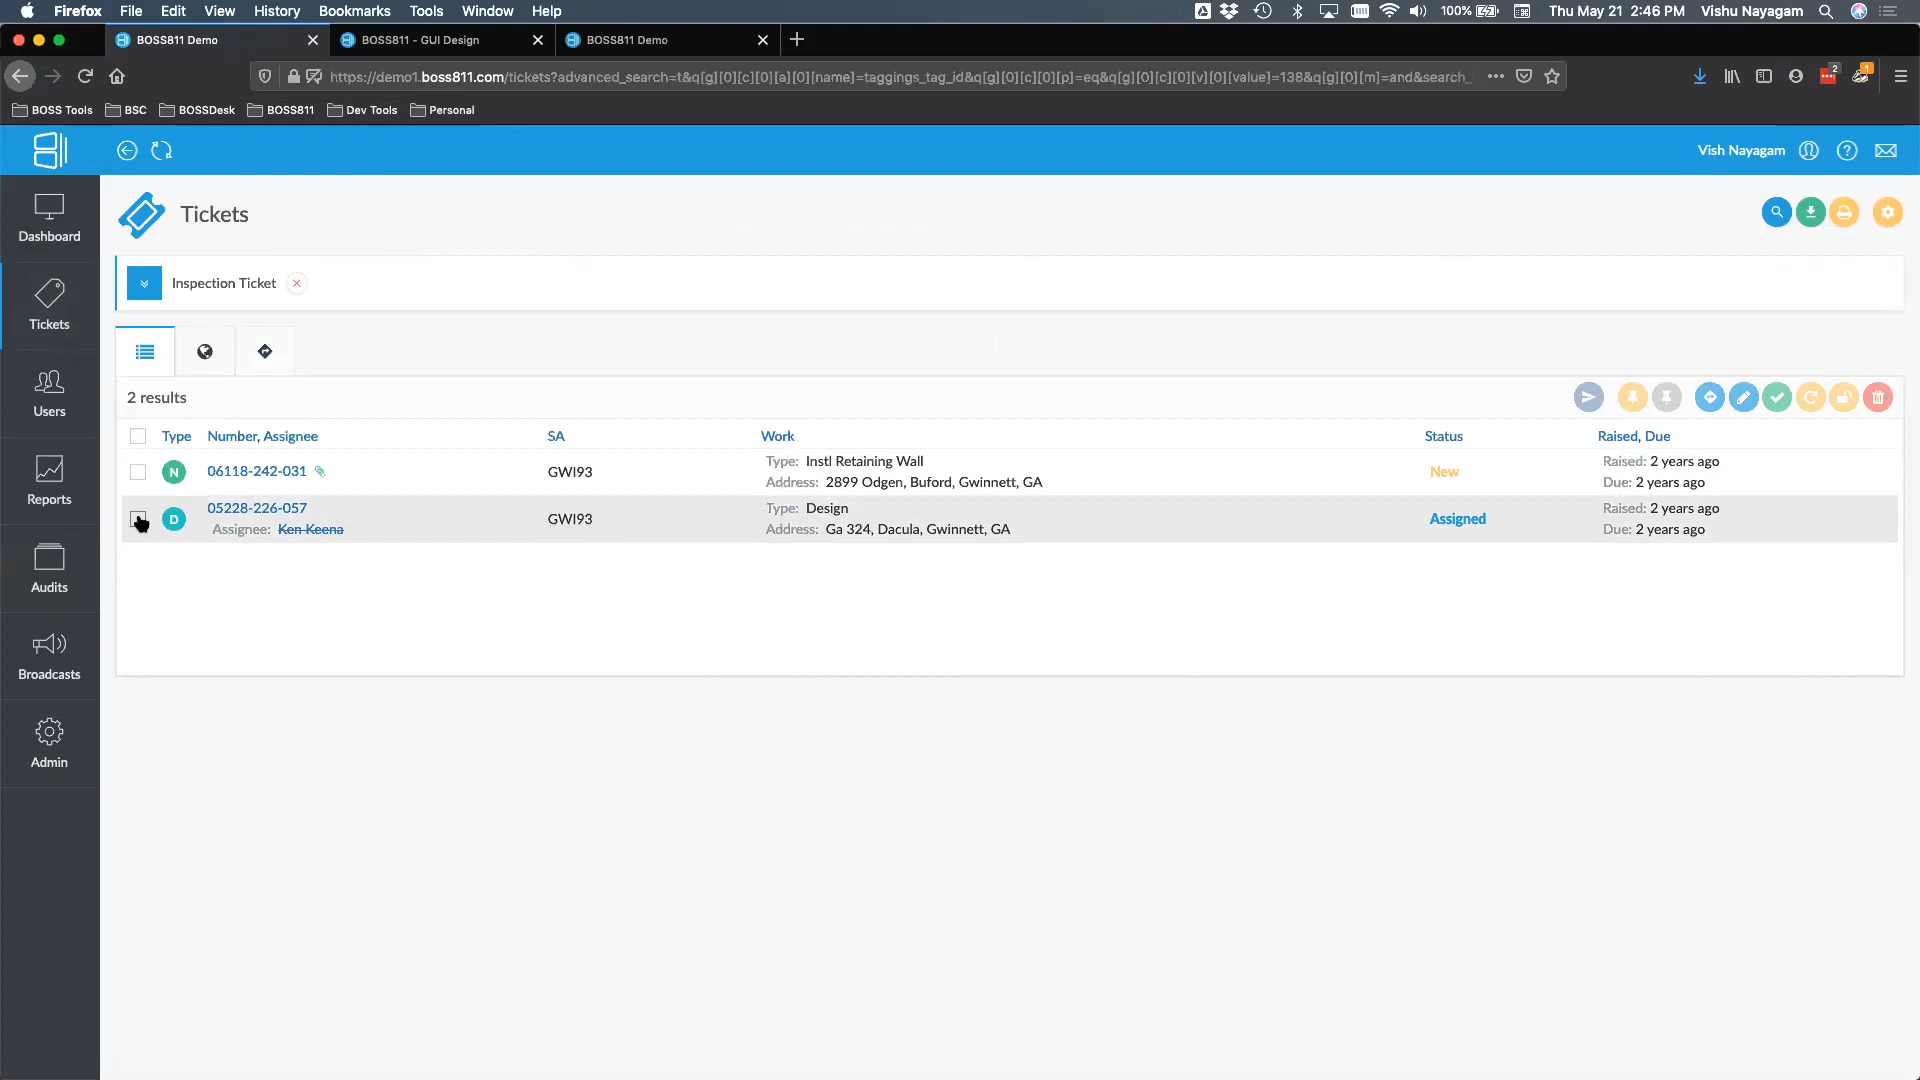 Firefox File Edit View History Bookmarks Tools Window Help 100% Thu May 21 2:46 PM Vishu Nayagam
BOSS811 Demo BOSS811 - GUI Design BOSS811 Demo
https://demo1.boss811.com/tickets?advanced_search=t&q[g][0][c][0][a][0][name]=taggings_tag_id&q[g][0][c][0][p]=eq&q[g][0][c][0][v][0][value]=138&q[g][0][m]=and&search_ 2 1
BOSS Tools BSC BOSSDesk BOSS811 Dev Tools Personal
Vish Nayagam
Dashboard
Tickets
Users
Reports
Audits
Broadcasts
Admin
Tickets
Inspection Ticket
2 results
Type Number, Assignee SA Work Status Raised, Due
N 06118-242-031 GWI93 Type: Instl Retaining Wall New Raised: 2 years ago
Address: 2899 Odgen, Buford, Gwinnett, GA Due: 2 years ago
D 05228-226-057 GWI93 Type: Design Assigned Raised: 2 years ago
Assignee: Ken Keena Address: Ga 324, Dacula, Gwinnett, GA Due: 2 years ago